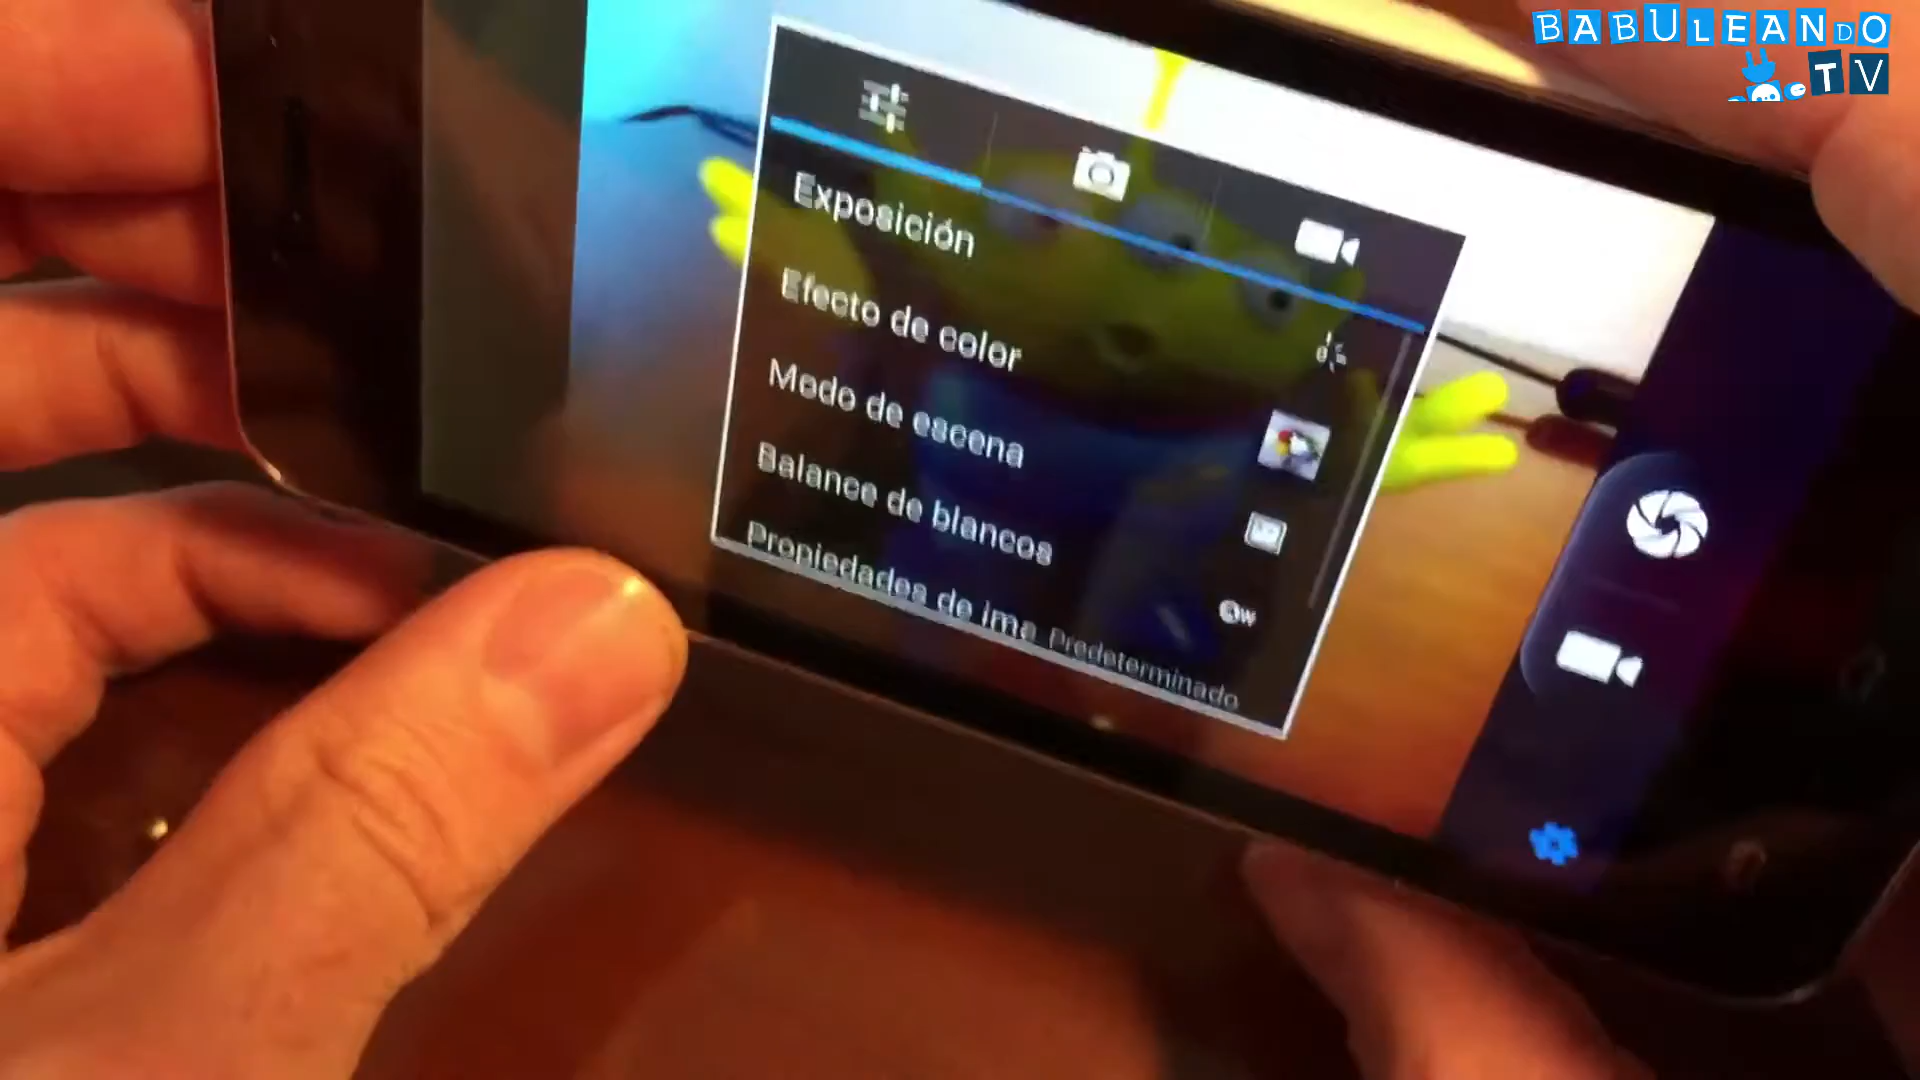 BABULEANDO
TV
Exposición
Efecto de color
Modo de escena
Balance de blancos
Propiedades de ima Predeterminado